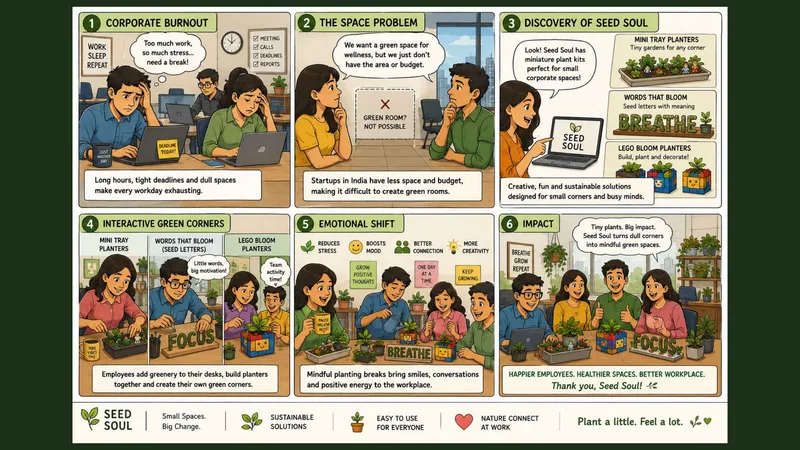 1 CORPORATE BURNOUT
WORK
SLEEP
REPEAT
Too much work,
so much stress...
need a break!
MEETING
CALLS
DEADLINES
REPORTS
JUST
ANOTHER
DAY
DEADLINE
TODAY!
Long hours, tight deadlines and dull spaces
make every workday exhausting.
2 THE SPACE PROBLEM
We want a green space for
wellness, but we just don't
have the area or budget.
GREEN ROOM?
NOT POSSIBLE
Startups in India have less space and budget,
making it difficult to create green rooms.
3 DISCOVERY OF SEED SOUL
Look! Seed Soul has
miniature plant kits
perfect for small
corporate spaces!
SEED
SOUL
MINI TRAY PLANTERS
Tiny gardens for any corner
WORDS THAT BLOOM
Seed letters with meaning
BREATHE
LEGO BLOOM PLANTERS
Build, plant and decorate!
Creative, fun and sustainable solutions
designed for small corners and busy minds.
4 INTERACTIVE GREEN CORNERS
MINI TRAY
PLANTERS
WORDS THAT BLOOM
(SEED LETTERS)
Little words,
big motivation!
FOCUS
LEGO BLOOM
PLANTERS
Team
activity
time!
Employees add greenery to their desks, build planters
together and create their own green corners.
5 EMOTIONAL SHIFT
REDUCES
STRESS
BOOSTS
MOOD
BETTER
CONNECTION
MORE
CREATIVITY
GROW
POSITIVE
THOUGHTS
ONE DAY
AT A
TIME
KEEP
GROWING
BREATHE
Mindful planting breaks bring smiles, conversations
and positive energy to the workplace.
6 IMPACT
Tiny plants. Big impact.
Seed Soul turns dull corners
into mindful green spaces.
BREATHE
GROW
REPEAT
FOCUS
HAPPIER EMPLOYEES. HEALTHIER SPACES. BETTER WORKPLACE.
Thank you, Seed Soul!
SEED
SOUL
Small Spaces.
Big Change.
SUSTAINABLE
SOLUTIONS
EASY TO USE
FOR EVERYONE
NATURE CONNECT
AT WORK
Plant a little. Feel a lot.